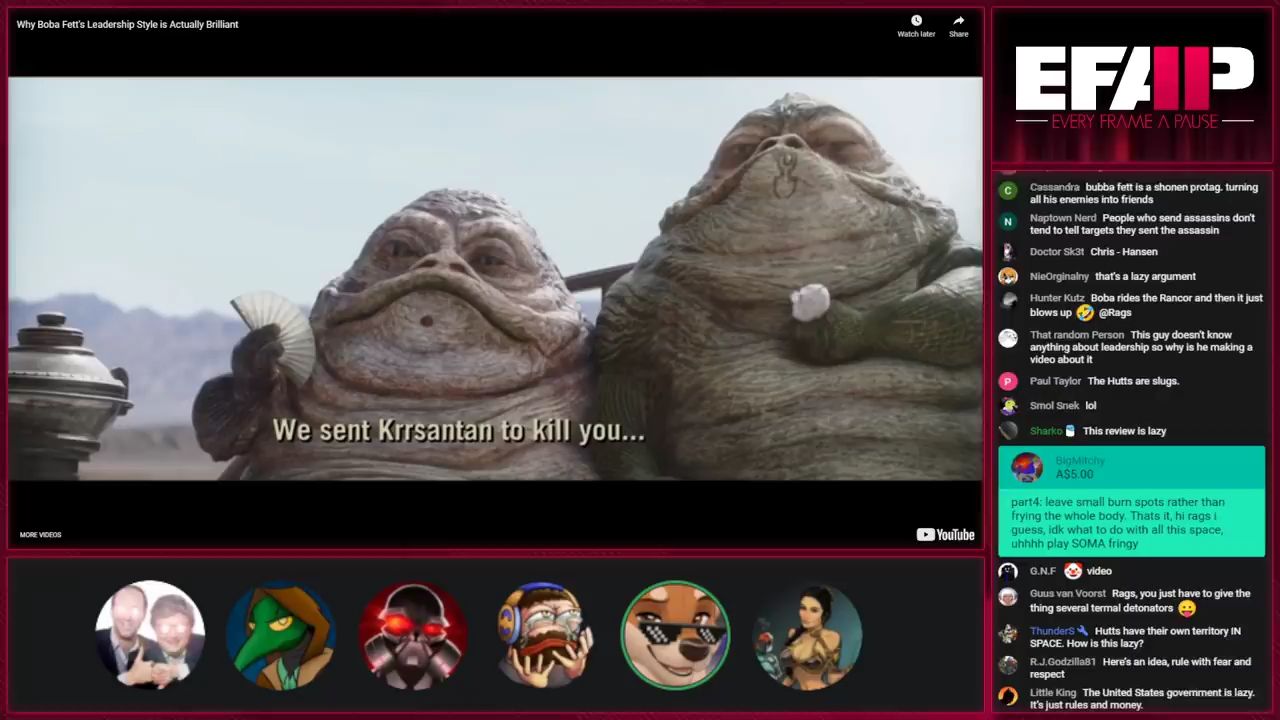 Why Boba Fett's Leadership Style is Actually Brilliant
Watch later
Share
We sent Krrsantan to kill you...
MORE VIDEOS
YouTube
EFAP
EVERY FRAME A PAUSE
Cassandra bubba fett is a shonen protag. turning
all his enemies into friends
Naptown Nerd People who send assassins don't
tend to tell targets they sent the assassin
Doctor Sk3t Chris - Hansen
NieOrginalny that's a lazy argument
Hunter Kutz Boba rides the Rancor and then it just
blows up 🤣 @Rags
That random Person This guy doesn't know
anything about leadership so why is he making a
video about it
Paul Taylor The Hutts are slugs.
Smol Snek lol
Sharko This review is lazy
BigMitchy
A$5.00
part4: leave small burn spots rather than
frying the whole body. Thats it, hi rags i
guess, idk what to do with all this space,
uhhhh play SOMA fringy
G.N.F 🤡 video
Guus van Voorst Rags, you just have to give the
thing several termal detonators 😛
ThunderS Hutts have their own territory IN
SPACE. How is this lazy?
R.J.Godzilla81 Here's an idea, rule with fear and
respect
Little King The United States government is lazy.
It's just rules and money.